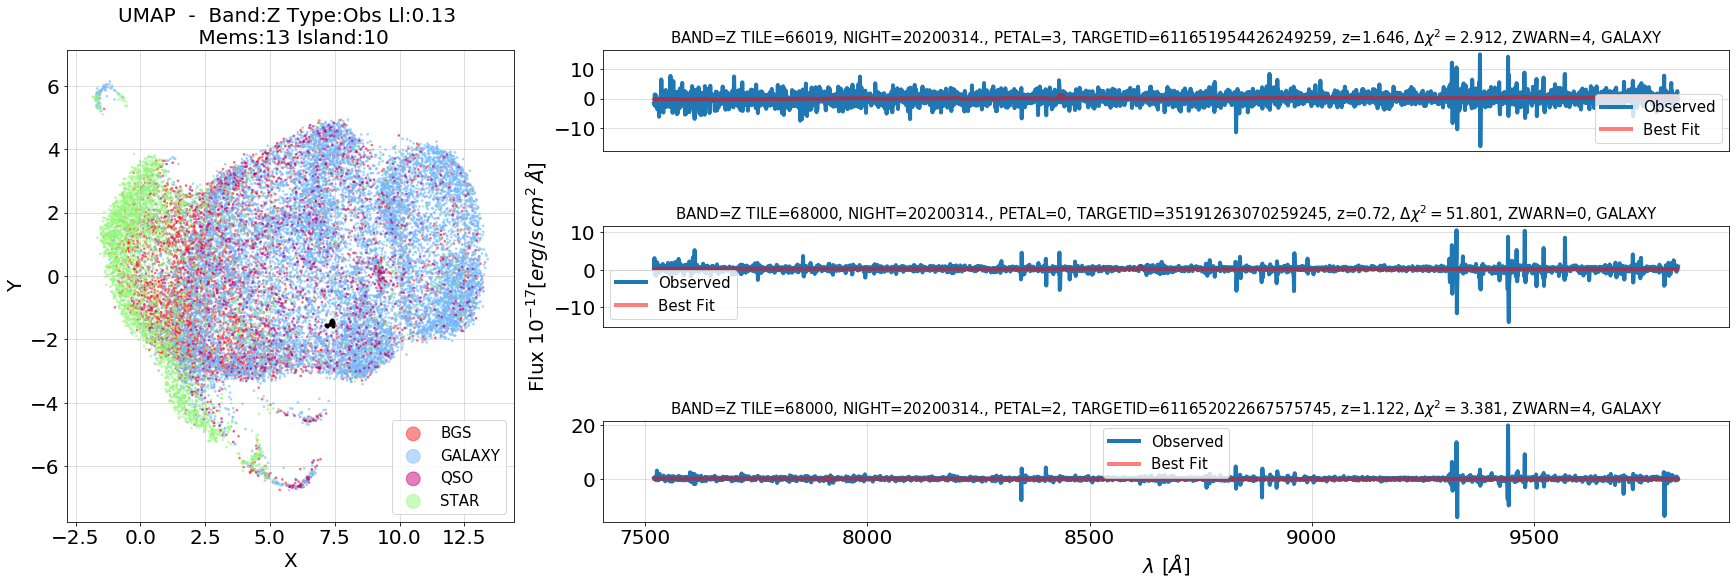 UMAP - Band:Z Type:Obs Ll:0.13
Mems:13 Island:10
6
4
2
0
−2
−4
−6
Y
−2.5 0.0 2.5 5.0 7.5 10.0 12.5
X
BGS
GALAXY
QSO
STAR
Flux 10⁻¹⁷[erg/s cm² Å]
BAND=Z TILE=66019, NIGHT=20200314., PETAL=3, TARGETID=611651954426249259, z=1.646, Δχ² = 2.912, ZWARN=4, GALAXY
10
0
−10
Observed
Best Fit
BAND=Z TILE=68000, NIGHT=20200314., PETAL=0, TARGETID=35191263070259245, z=0.72, Δχ² = 51.801, ZWARN=0, GALAXY
10
0
−10
Observed
Best Fit
BAND=Z TILE=68000, NIGHT=20200314., PETAL=2, TARGETID=611652022667575745, z=1.122, Δχ² = 3.381, ZWARN=4, GALAXY
20
0
Observed
Best Fit
7500 8000 8500 9000 9500
λ [Å]